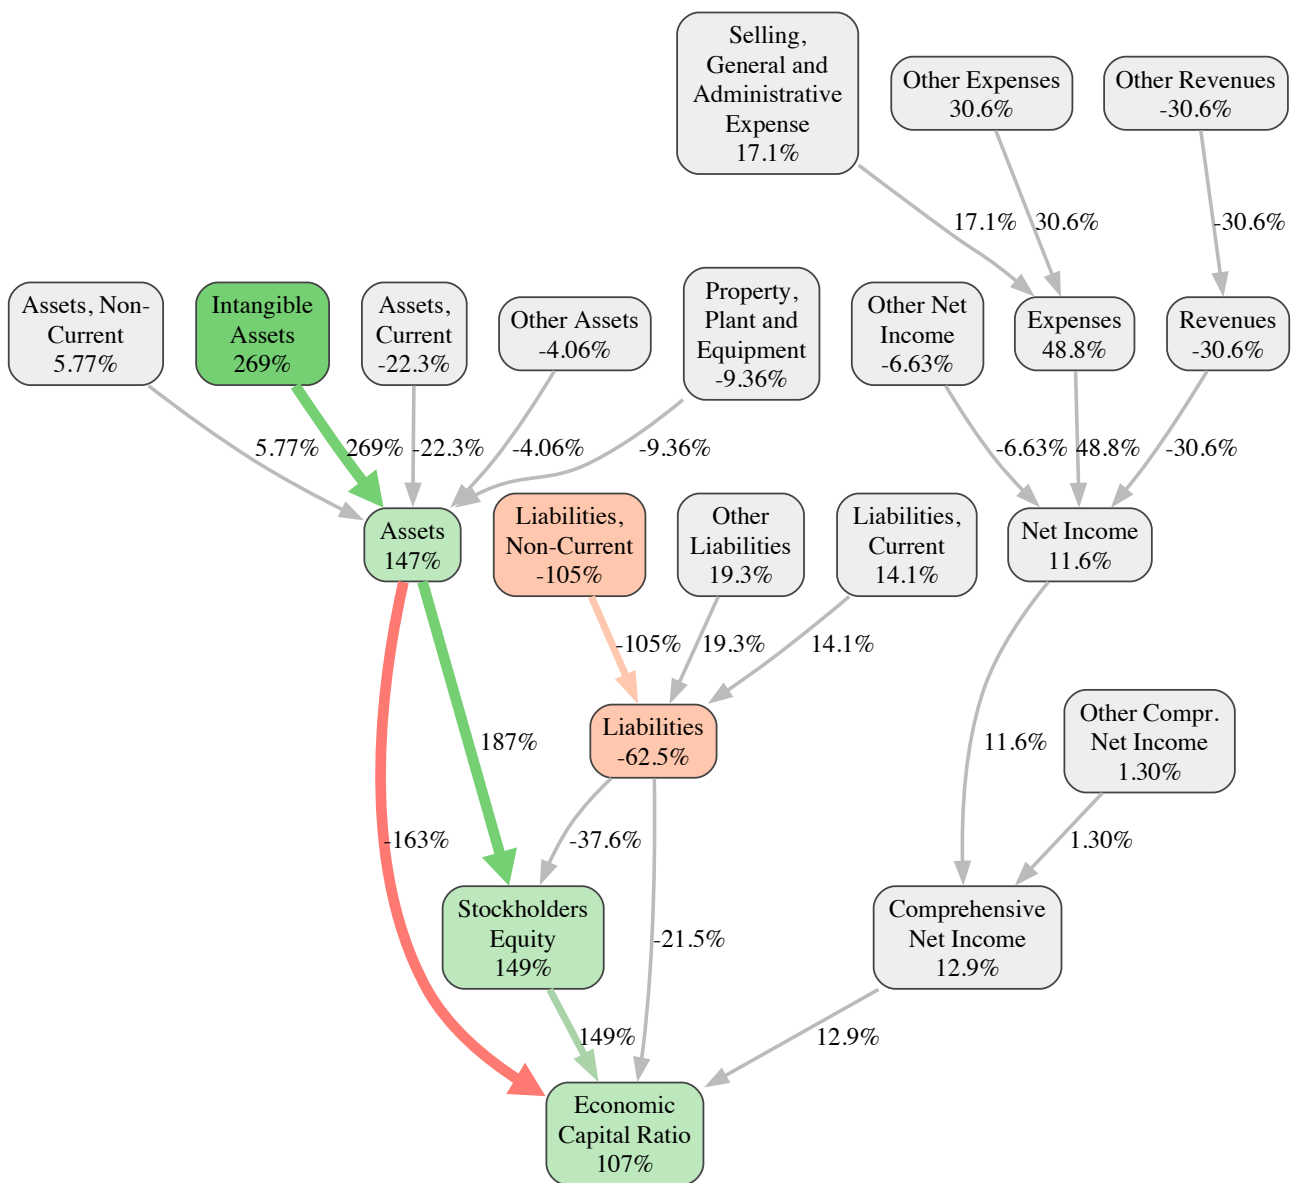 Selling,
General and
Administrative
Expense
17.1%
Other Expenses
30.6%
Other Revenues
-30.6%
17.1%
30.6%
-30.6%
Assets, Non-
Current
5.77%
Intangible
Assets
269%
Assets,
Current
-22.3%
Other Assets
-4.06%
Property,
Plant and
Equipment
-9.36%
Other Net
Income
-6.63%
Expenses
48.8%
Revenues
-30.6%
5.77%
269%
-22.3%
-4.06%
-9.36%
-6.63%
48.8%
-30.6%
Assets
147%
Liabilities,
Non-Current
-105%
Other
Liabilities
19.3%
Liabilities,
Current
14.1%
Net Income
11.6%
-105%
19.3%
14.1%
Liabilities
-62.5%
Other Compr.
Net Income
1.30%
187%
11.6%
-163%
-37.6%
1.30%
Stockholders
Equity
149%
-21.5%
Comprehensive
Net Income
12.9%
149%
12.9%
Economic
Capital Ratio
107%